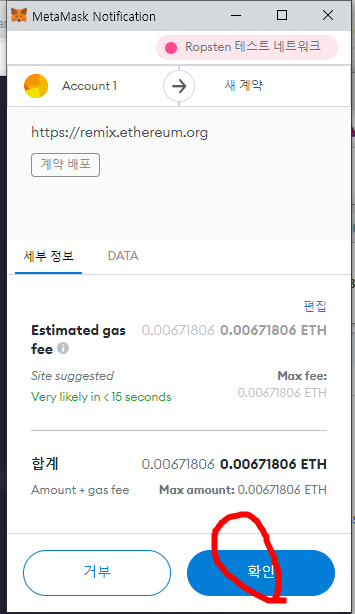 MetaMask Notification
Ropsten 테스트 네트워크
Account 1 새 계약
https://remix.ethereum.org
계약 배포
세부 정보 DATA
편집
Estimated gas fee 0.00671806 0.00671806 ETH
Site suggested Max fee:
Very likely in < 15 seconds 0.00671806 ETH
합계 0.00671806 0.00671806 ETH
Amount + gas fee Max amount: 0.00671806 ETH
거부 확인